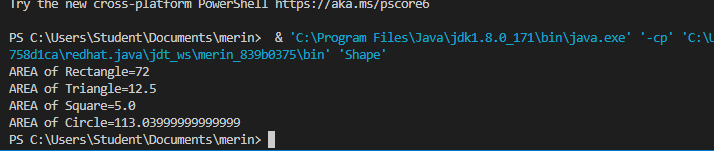 Try the new cross-platform PowerShell https://aka.ms/pscore6
PS C:\Users\Student\Documents\merin>  & 'C:\Program Files\Java\jdk1.8.0_171\bin\java.exe' '-cp' 'C:\U
758d1ca\redhat.java\jdt_ws\merin_839b0375\bin' 'Shape'
AREA of Rectangle=72
AREA of Triangle=12.5
AREA of Square=5.0
AREA of Circle=113.03999999999999
PS C:\Users\Student\Documents\merin>